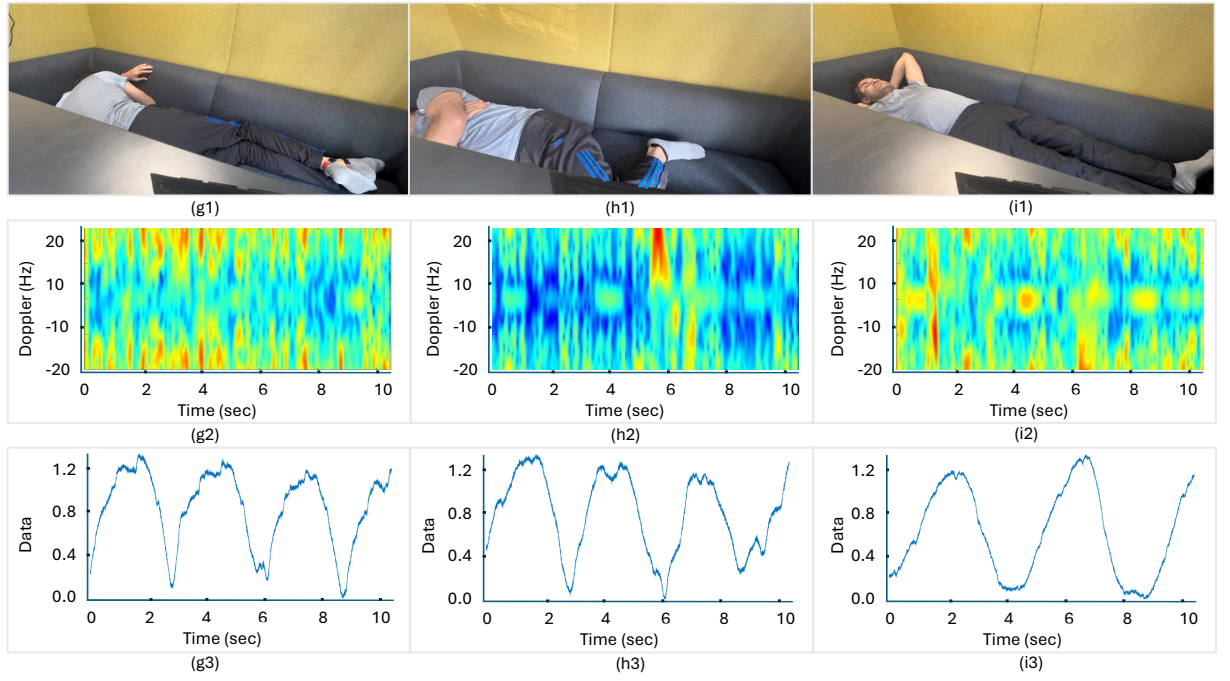 (g1) (h1) (i1)
Doppler (Hz) 20 10 -10 -20
0 2 4 6 8 10
Time (sec)
(g2)
Doppler (Hz) 20 10 -10 -20
0 2 4 6 8 10
Time (sec)
(h2)
Doppler (Hz) 20 10 -10 -20
0 2 4 6 8 10
Time (sec)
(i2)
Data 1.2 0.8 0.4 0.0
0 2 4 6 8 10
Time (sec)
(g3)
Data 1.2 0.8 0.4 0.0
0 2 4 6 8 10
Time (sec)
(h3)
Data 1.2 0.8 0.4 0.0
0 2 4 6 8 10
Time (sec)
(i3)